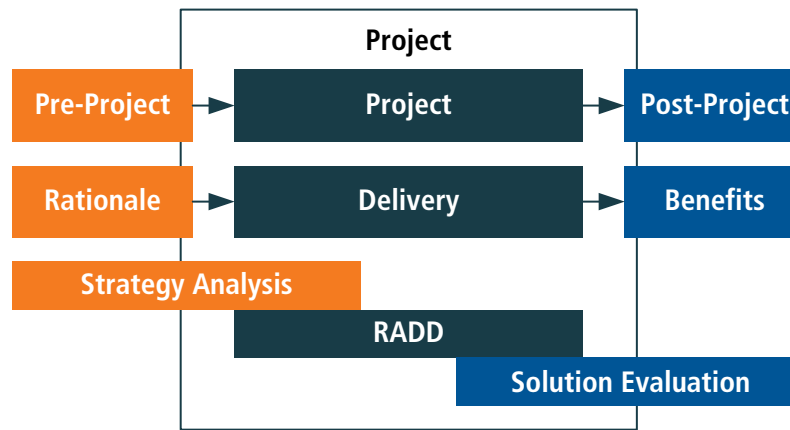 Project
Pre-Project
Project
Post-Project
Rationale
Delivery
Benefits
Strategy Analysis
RADD
Solution Evaluation